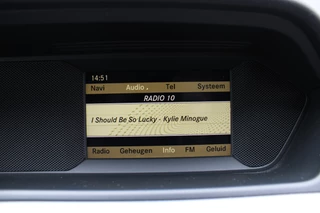 14:51
Navi Audio Tel Systeem
RADIO 10
I Should Be So Lucky - Kylie Minogue
Radio Geheugen Info FM Geluid